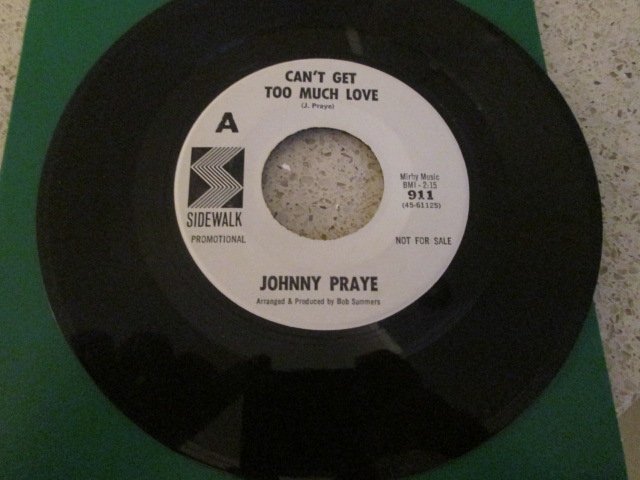 CAN'T GET
TOO MUCH LOVE
(J. Praye)
A
SIDEWALK
PROMOTIONAL
Mirby Music
BMI - 2:15
911
(45-61125)
NOT FOR SALE
JOHNNY PRAYE
Arranged & Produced by Bob Summers